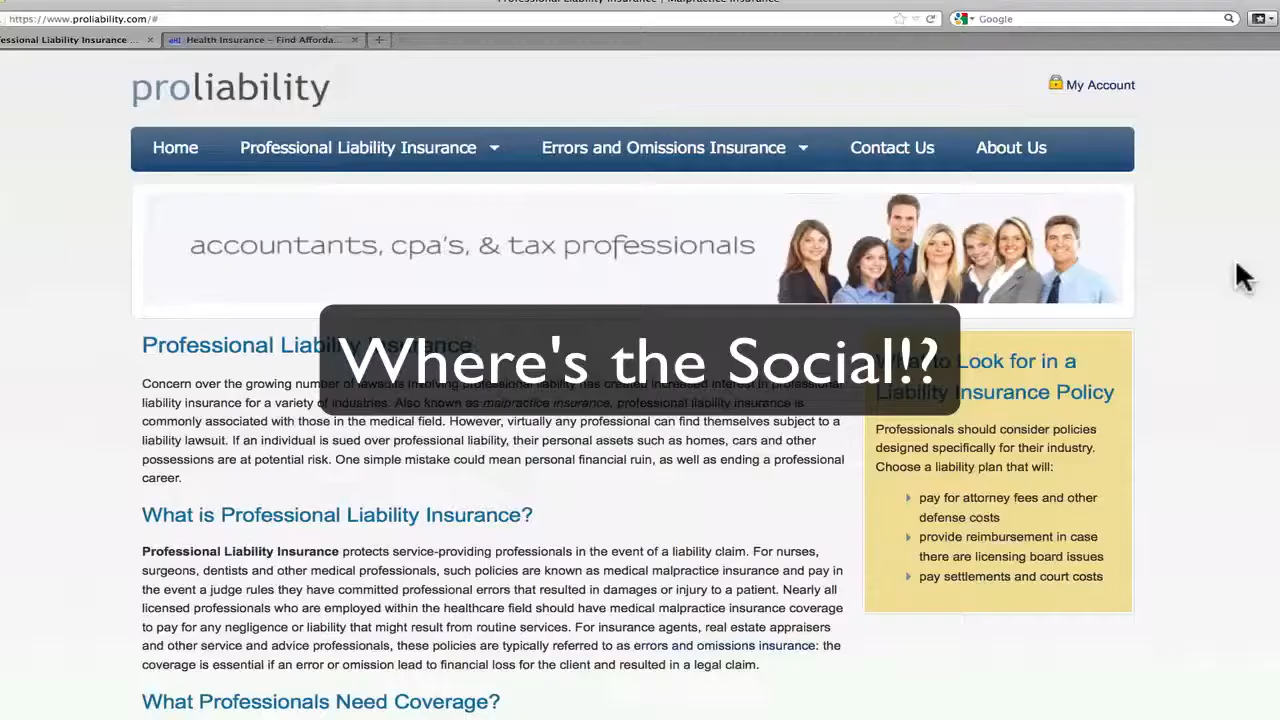 Professional Liability Insurance | Malpractice Insurance
https://www.proliability.com/#
Google
fessional Liability Insurance ...
eHI Health Insurance – Find Afforda...
proliability
My Account
Home Professional Liability Insurance Errors and Omissions Insurance Contact Us About Us
accountants, cpa's, & tax professionals
Where's the Social!?
Professional Liability Insurance
Concern over the growing number of lawsuits involving professional liability has created increased interest in professional
liability insurance for a variety of industries. Also known as malpractice insurance, professional liability insurance is
commonly associated with those in the medical field. However, virtually any professional can find themselves subject to a
liability lawsuit. If an individual is sued over professional liability, their personal assets such as homes, cars and other
possessions are at potential risk. One simple mistake could mean personal financial ruin, as well as ending a professional
career.
What is Professional Liability Insurance?
Professional Liability Insurance protects service-providing professionals in the event of a liability claim. For nurses,
surgeons, dentists and other medical professionals, such policies are known as medical malpractice insurance and pay in
the event a judge rules they have committed professional errors that resulted in damages or injury to a patient. Nearly all
licensed professionals who are employed within the healthcare field should have medical malpractice insurance coverage
to pay for any negligence or liability that might result from routine services. For insurance agents, real estate appraisers
and other service and advice professionals, these policies are typically referred to as errors and omissions insurance: the
coverage is essential if an error or omission lead to financial loss for the client and resulted in a legal claim.
What Professionals Need Coverage?
What to Look for in a
Liability Insurance Policy
Professionals should consider policies
designed specifically for their industry.
Choose a liability plan that will:
pay for attorney fees and other
defense costs
provide reimbursement in case
there are licensing board issues
pay settlements and court costs